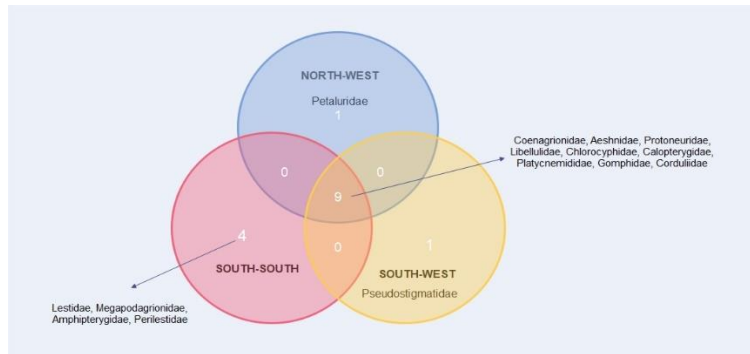 NORTH-WEST
Petaluridae
1
Coenagrionidae, Aeshnidae, Protoneuridae,
Libellulidae, Chlorocyphidae, Calopterygidae,
Platycnemididae, Gomphidae, Corduliidae
0
0
9
4
0
1
SOUTH-SOUTH
SOUTH-WEST
Pseudostigmatidae
Lestidae, Megapodagrionidae,
Amphipterygidae, Perilestidae